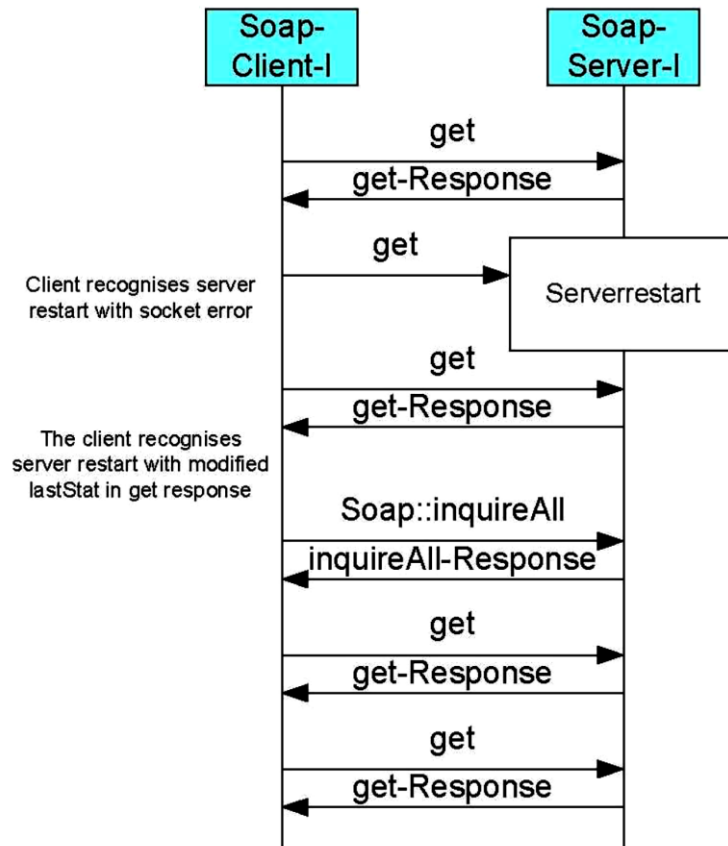 Soap-
Client-I
Soap-
Server-I
get
get-Response
get
Serverrestart
Client recognises server
restart with socket error
get
get-Response
The client recognises
server restart with modified
lastStat in get response
Soap::inquireAll
inquireAll-Response
get
get-Response
get
get-Response